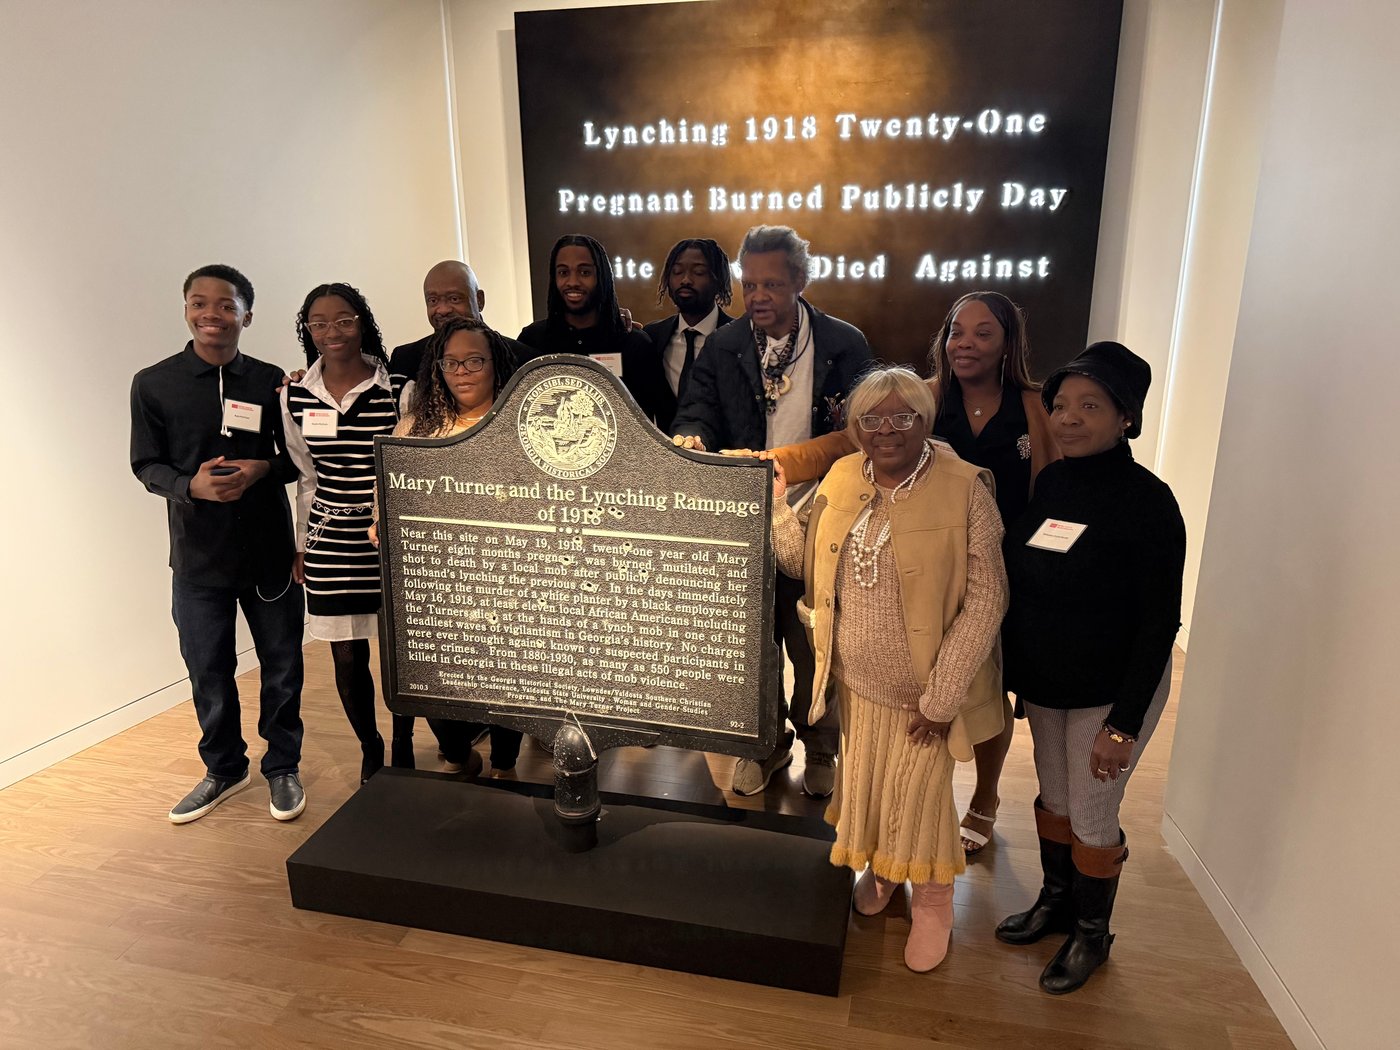 Lynching 1918 Twenty-One
Pregnant Burned Publicly Day
Died Against
NON SIBI, SED ALIIS
GEORGIA HISTORICAL SOCIETY
Mary Turner and the Lynching Rampage
of 1918
Near this site on May 19, 1918, twenty-one year old Mary
Turner, eight months pregnant, was burned, mutilated, and
shot to death by a local mob after publicly denouncing her
husband's lynching the previous day. In the days immediately
following the murder of a white planter by a black employee on
May 16, 1918, at least eleven local African Americans including
the Turners died at the hands of a lynch mob in one of the
deadliest waves of vigilantism in Georgia's history. No charges
were ever brought against known or suspected participants in
these crimes. From 1880-1930, as many as 550 people were
killed in Georgia in these illegal acts of mob violence.
Erected by the Georgia Historical Society, Lowndes/Valdosta Southern Christian
Leadership Conference, Valdosta State University - Women and Gender Studies
Program, and The Mary Turner Project
2010.3
92-2